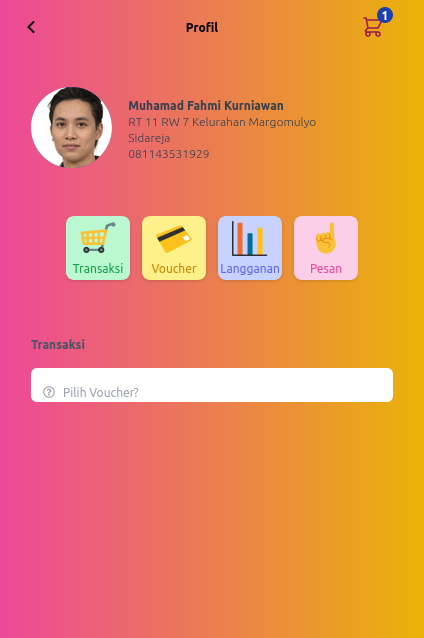 Profil
1
Muhamad Fahmi Kurniawan
RT 11 RW 7 Kelurahan Margomulyo
Sidareja
081143531929
Transaksi
Voucher
Langganan
Pesan
Transaksi
Pilih Voucher?